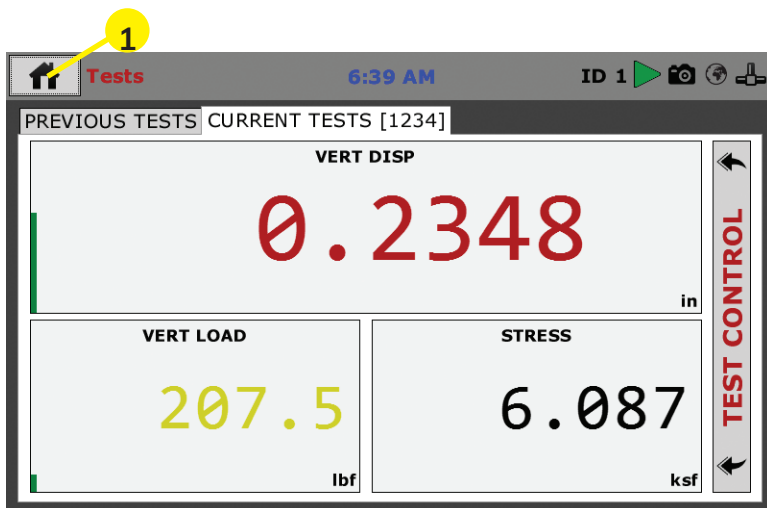 1
Tests 6:39 AM ID 1
PREVIOUS TESTS CURRENT TESTS [1234]
VERT DISP
0.2348
in
VERT LOAD
207.5
lbf
STRESS
6.087
ksf
TEST CONTROL